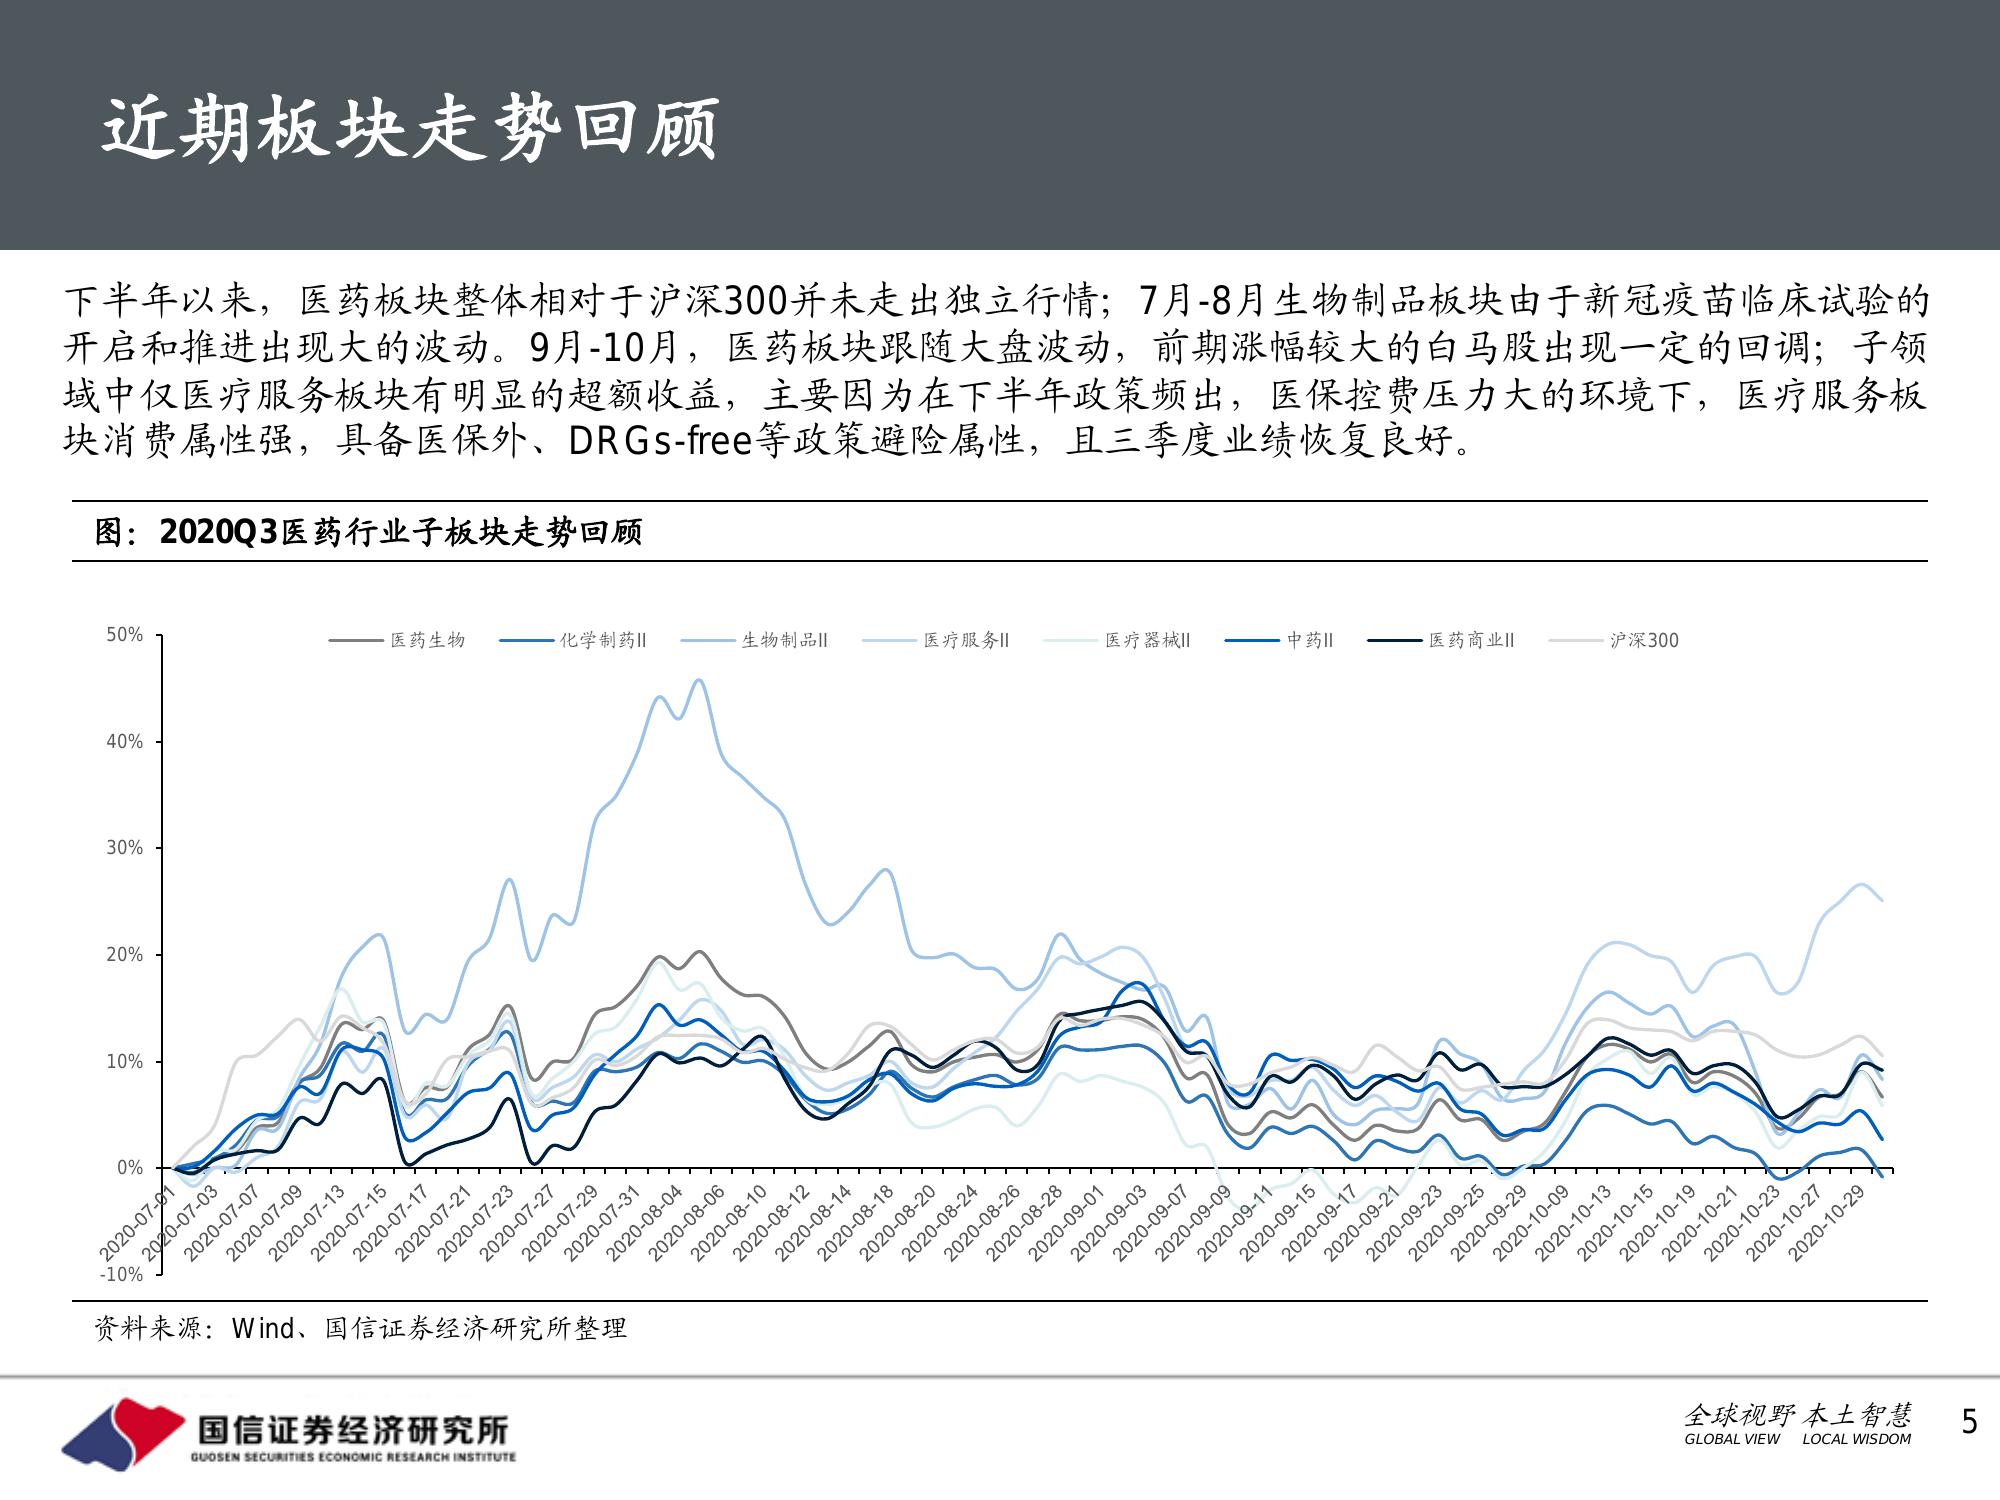 近期板块走势回顾
下半年以来，医药板块整体相对于沪深300并未走出独立行情；7月-8月生物制品板块由于新冠疫苗临床试验的
开启和推进出现大的波动。9月-10月，医药板块跟随大盘波动，前期涨幅较大的白马股出现一定的回调；子领
域中仅医疗服务板块有明显的超额收益，主要因为在下半年政策频出，医保控费压力大的环境下，医疗服务板
块消费属性强，具备医保外、DRGs-free等政策避险属性，且三季度业绩恢复良好。
图：2020Q3医药行业子板块走势回顾
医药生物 化学制药II 生物制品II 医疗服务II 医疗器械II 中药II 医药商业II 沪深300
50%
40%
30%
20%
10%
0%
-10%
2020-07-01 2020-07-03 2020-07-07 2020-07-09 2020-07-13 2020-07-15 2020-07-17 2020-07-21 2020-07-23 2020-07-27 2020-07-29 2020-07-31 2020-08-04 2020-08-06 2020-08-10 2020-08-12 2020-08-14 2020-08-18 2020-08-20 2020-08-24 2020-08-26 2020-08-28 2020-09-01 2020-09-03 2020-09-07 2020-09-09 2020-09-11 2020-09-15 2020-09-17 2020-09-21 2020-09-23 2020-09-25 2020-09-29 2020-10-09 2020-10-13 2020-10-15 2020-10-19 2020-10-21 2020-10-23 2020-10-27 2020-10-29
资料来源：Wind、国信证券经济研究所整理
国信证券经济研究所
GUOSEN SECURITIES ECONOMIC RESEARCH INSTITUTE
全球视野 本土智慧
GLOBAL VIEW LOCAL WISDOM
5